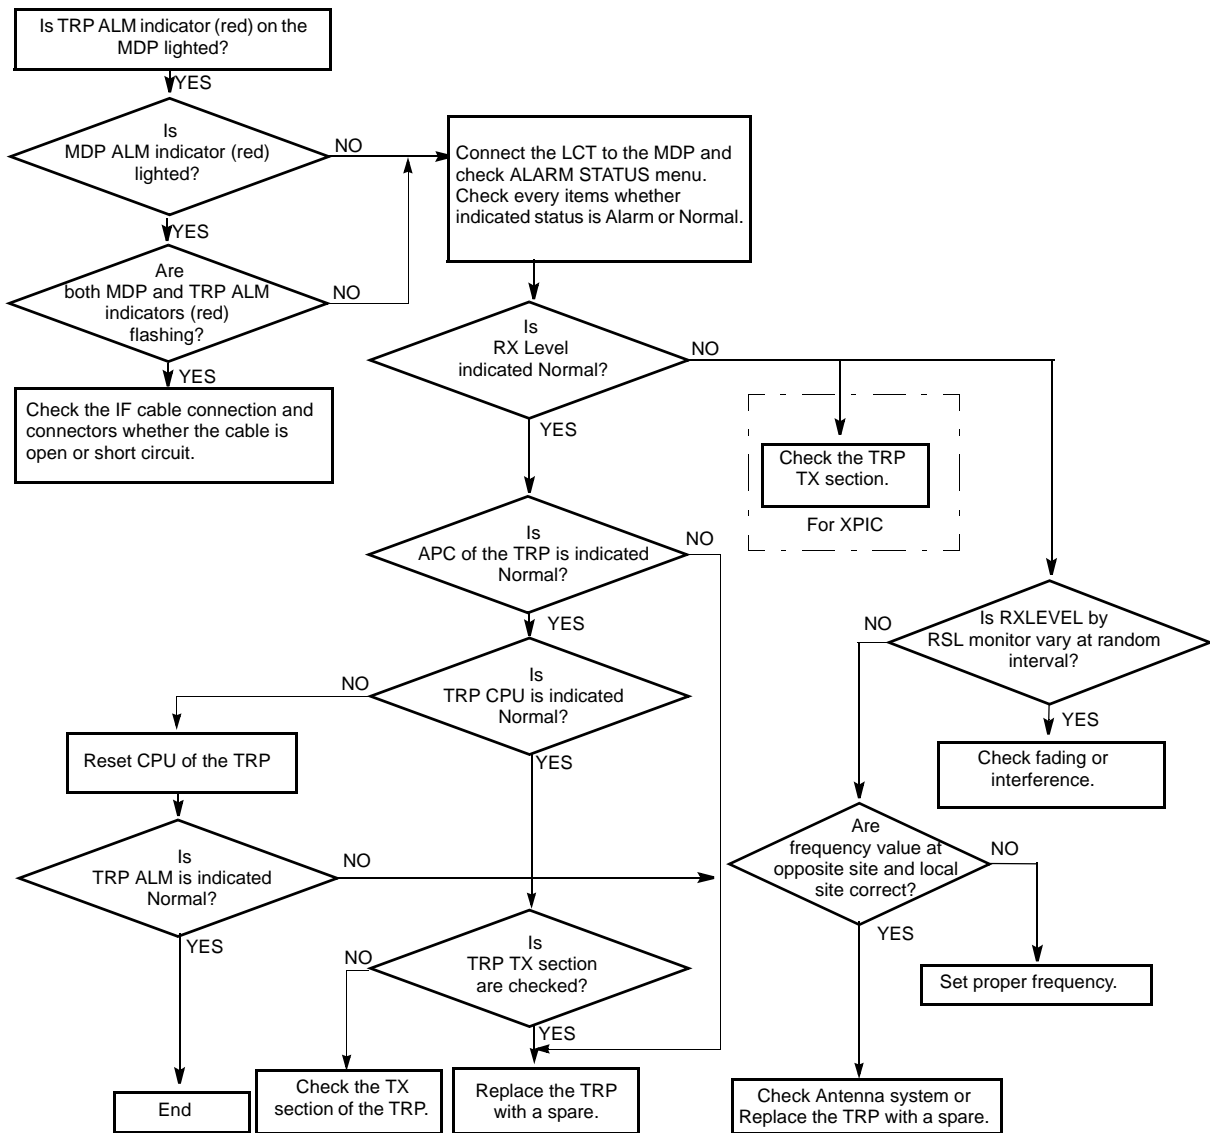 Is TRP ALM indicator (red) on the
MDP lighted?
YES
Is
MDP ALM indicator (red)
lighted?
NO
YES
Are
both MDP and TRP ALM
indicators (red)
flashing?
NO
YES
Check the IF cable connection and
connectors whether the cable is
open or short circuit.
Connect the LCT to the MDP and
check ALARM STATUS menu.
Check every items whether
indicated status is Alarm or Normal.
Is
RX Level
indicated Normal?
NO
YES
Check the TRP
TX section.
For XPIC
Is
APC of the TRP is indicated
Normal?
NO
YES
Is RXLEVEL by
RSL monitor vary at random
interval?
NO
YES
Check fading or
interference.
Is
TRP CPU is indicated
Normal?
NO
YES
Reset CPU of the TRP
Is
TRP ALM is indicated
Normal?
NO
YES
Are
frequency value at
opposite site and local
site correct?
NO
YES
Set proper frequency.
Is
TRP TX section
are checked?
NO
YES
End
Check the TX
section of the TRP.
Replace the TRP
with a spare.
Check Antenna system or
Replace the TRP with a spare.